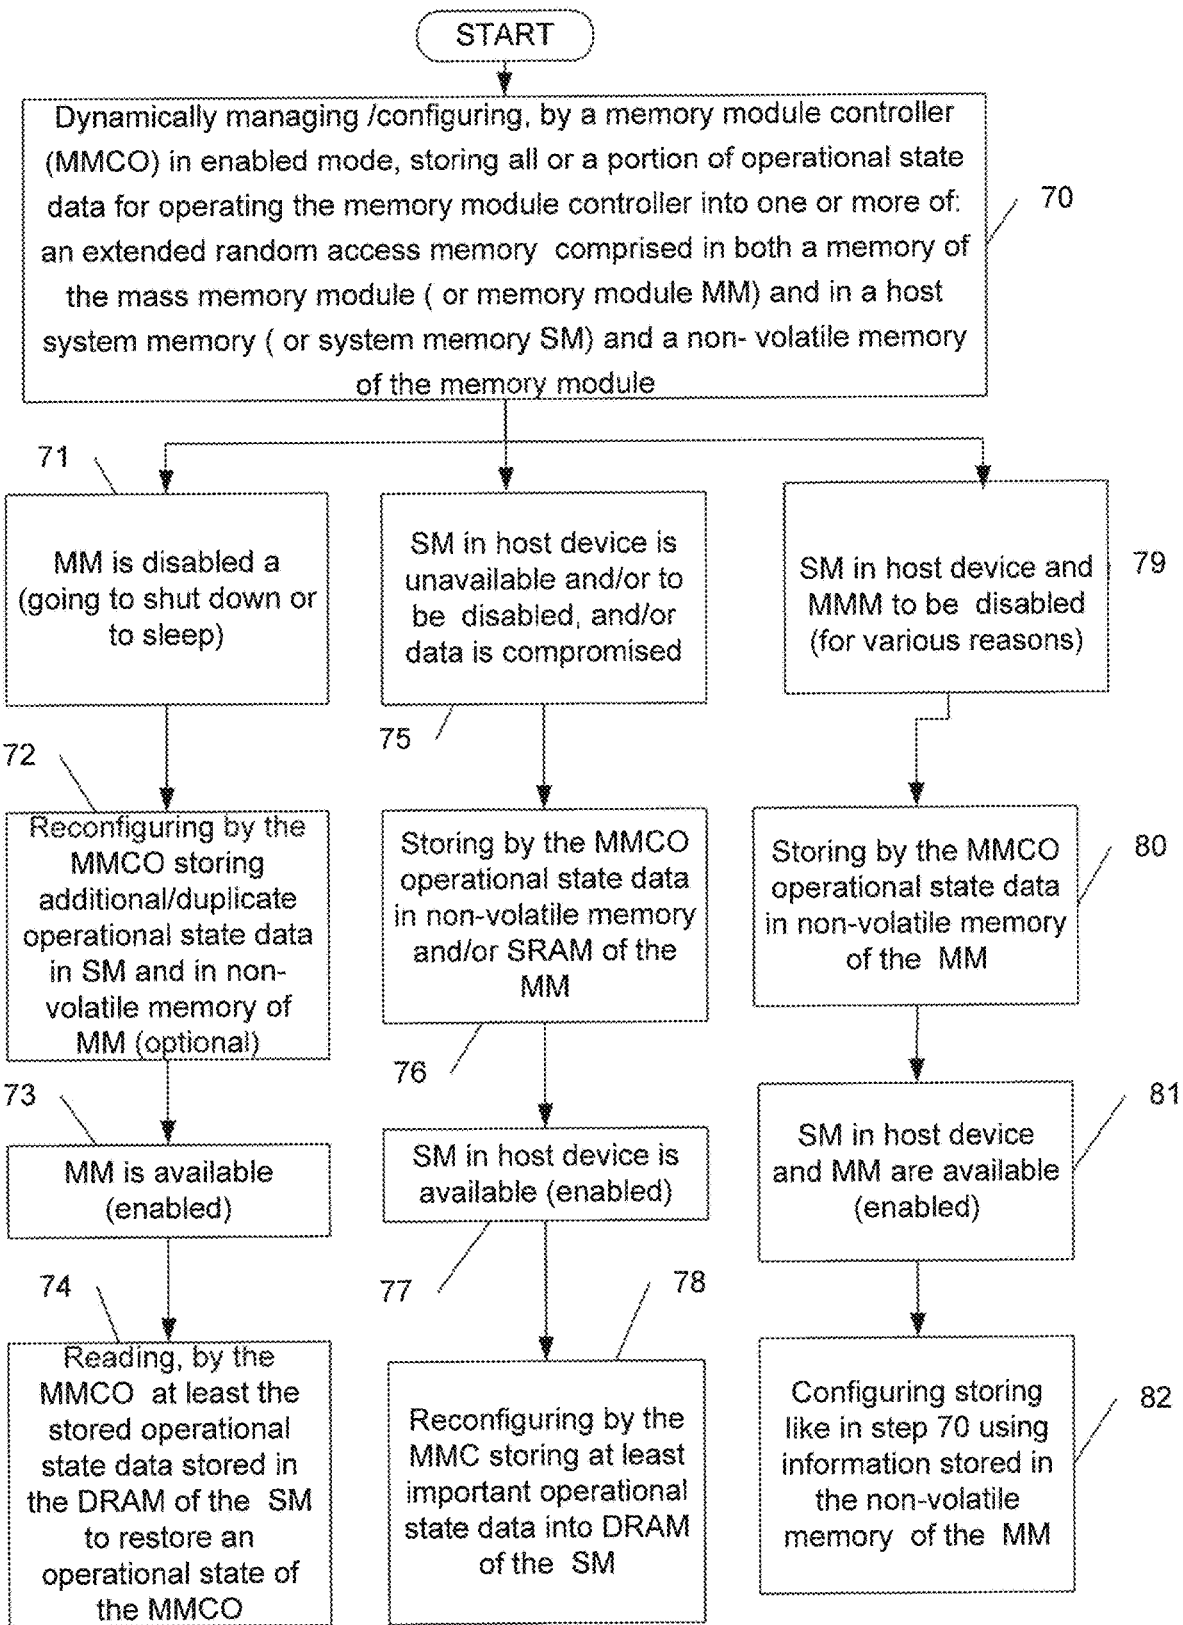 START
Dynamically managing /configuring, by a memory module controller
(MMCO) in enabled mode, storing all or a portion of operational state
data for operating the memory module controller into one or more of:
an extended random access memory comprised in both a memory of
the mass memory module ( or memory module MM) and in a host
system memory ( or system memory SM) and a non- volatile memory
of the memory module
70
71
MM is disabled a
(going to shut down or
to sleep)
72
Reconfiguring by the
MMCO storing
additional/duplicate
operational state data
in SM and in non-
volatile memory of
MM (optional)
73
MM is available
(enabled)
74
Reading, by the
MMCO at least the
stored operational
state data stored in
the DRAM of the SM
to restore an
operational state of
the MMCO
SM in host device is
unavailable and/or to
be disabled, and/or
data is compromised
75
Storing by the MMCO
operational state data
in non-volatile memory
and/or SRAM of the
MM
76
SM in host device is
available (enabled)
77
78
Reconfiguring by the
MMC storing at least
important operational
state data into DRAM
of the SM
SM in host device and
MMM to be disabled
(for various reasons)
79
Storing by the MMCO
operational state data
in non-volatile memory
of the MM
80
SM in host device
and MM are available
(enabled)
81
Configuring storing
like in step 70 using
information stored in
the non-volatile
memory of the MM
82